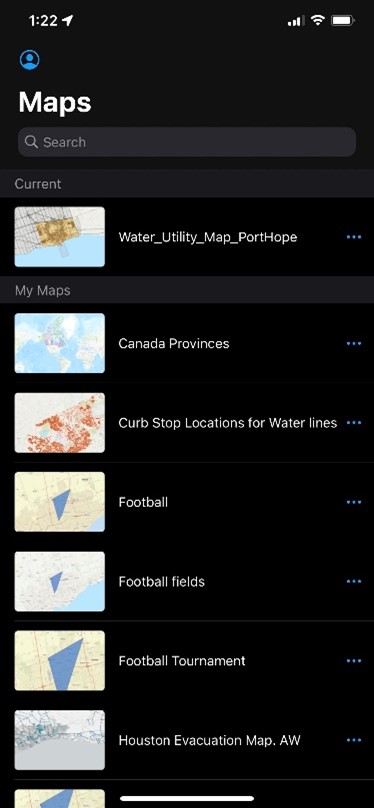 1:22
Maps
Search
Current
Water_Utility_Map_PortHope
My Maps
Canada Provinces
Curb Stop Locations for Water lines
Football
Football fields
Football Tournament
Houston Evacuation Map. AW